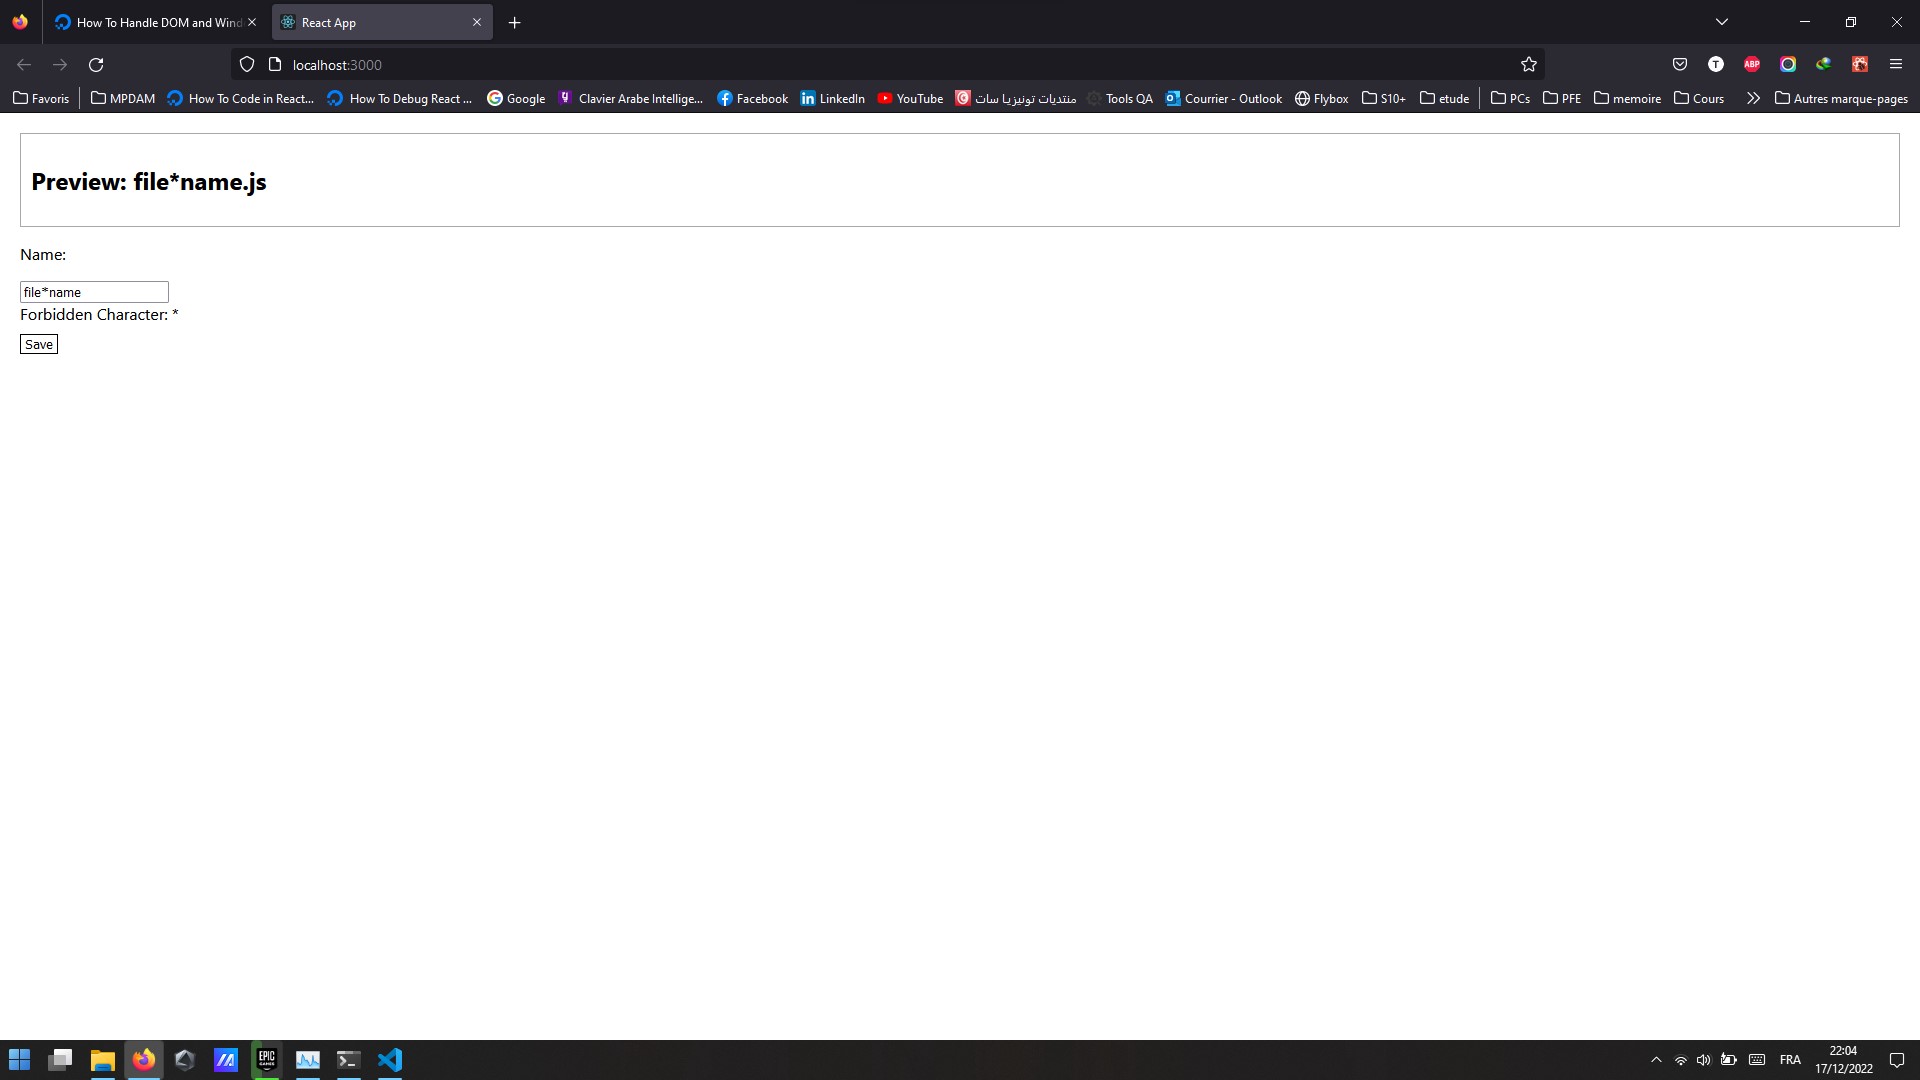 How To Handle DOM and Wind
React App
localhost:3000
Favoris
MPDAM
How To Code in React...
How To Debug React ...
Google
Clavier Arabe Intellige...
Facebook
LinkedIn
YouTube
منتديات تونيزيا سات
Tools QA
Courrier - Outlook
Flybox
S10+
etude
PCs
PFE
memoire
Cours
Autres marque-pages
T
ABP
Preview: file*name.js
Name:
file*name
Forbidden Character: *
Save
EPIC
GAMES
FRA
22:04
17/12/2022